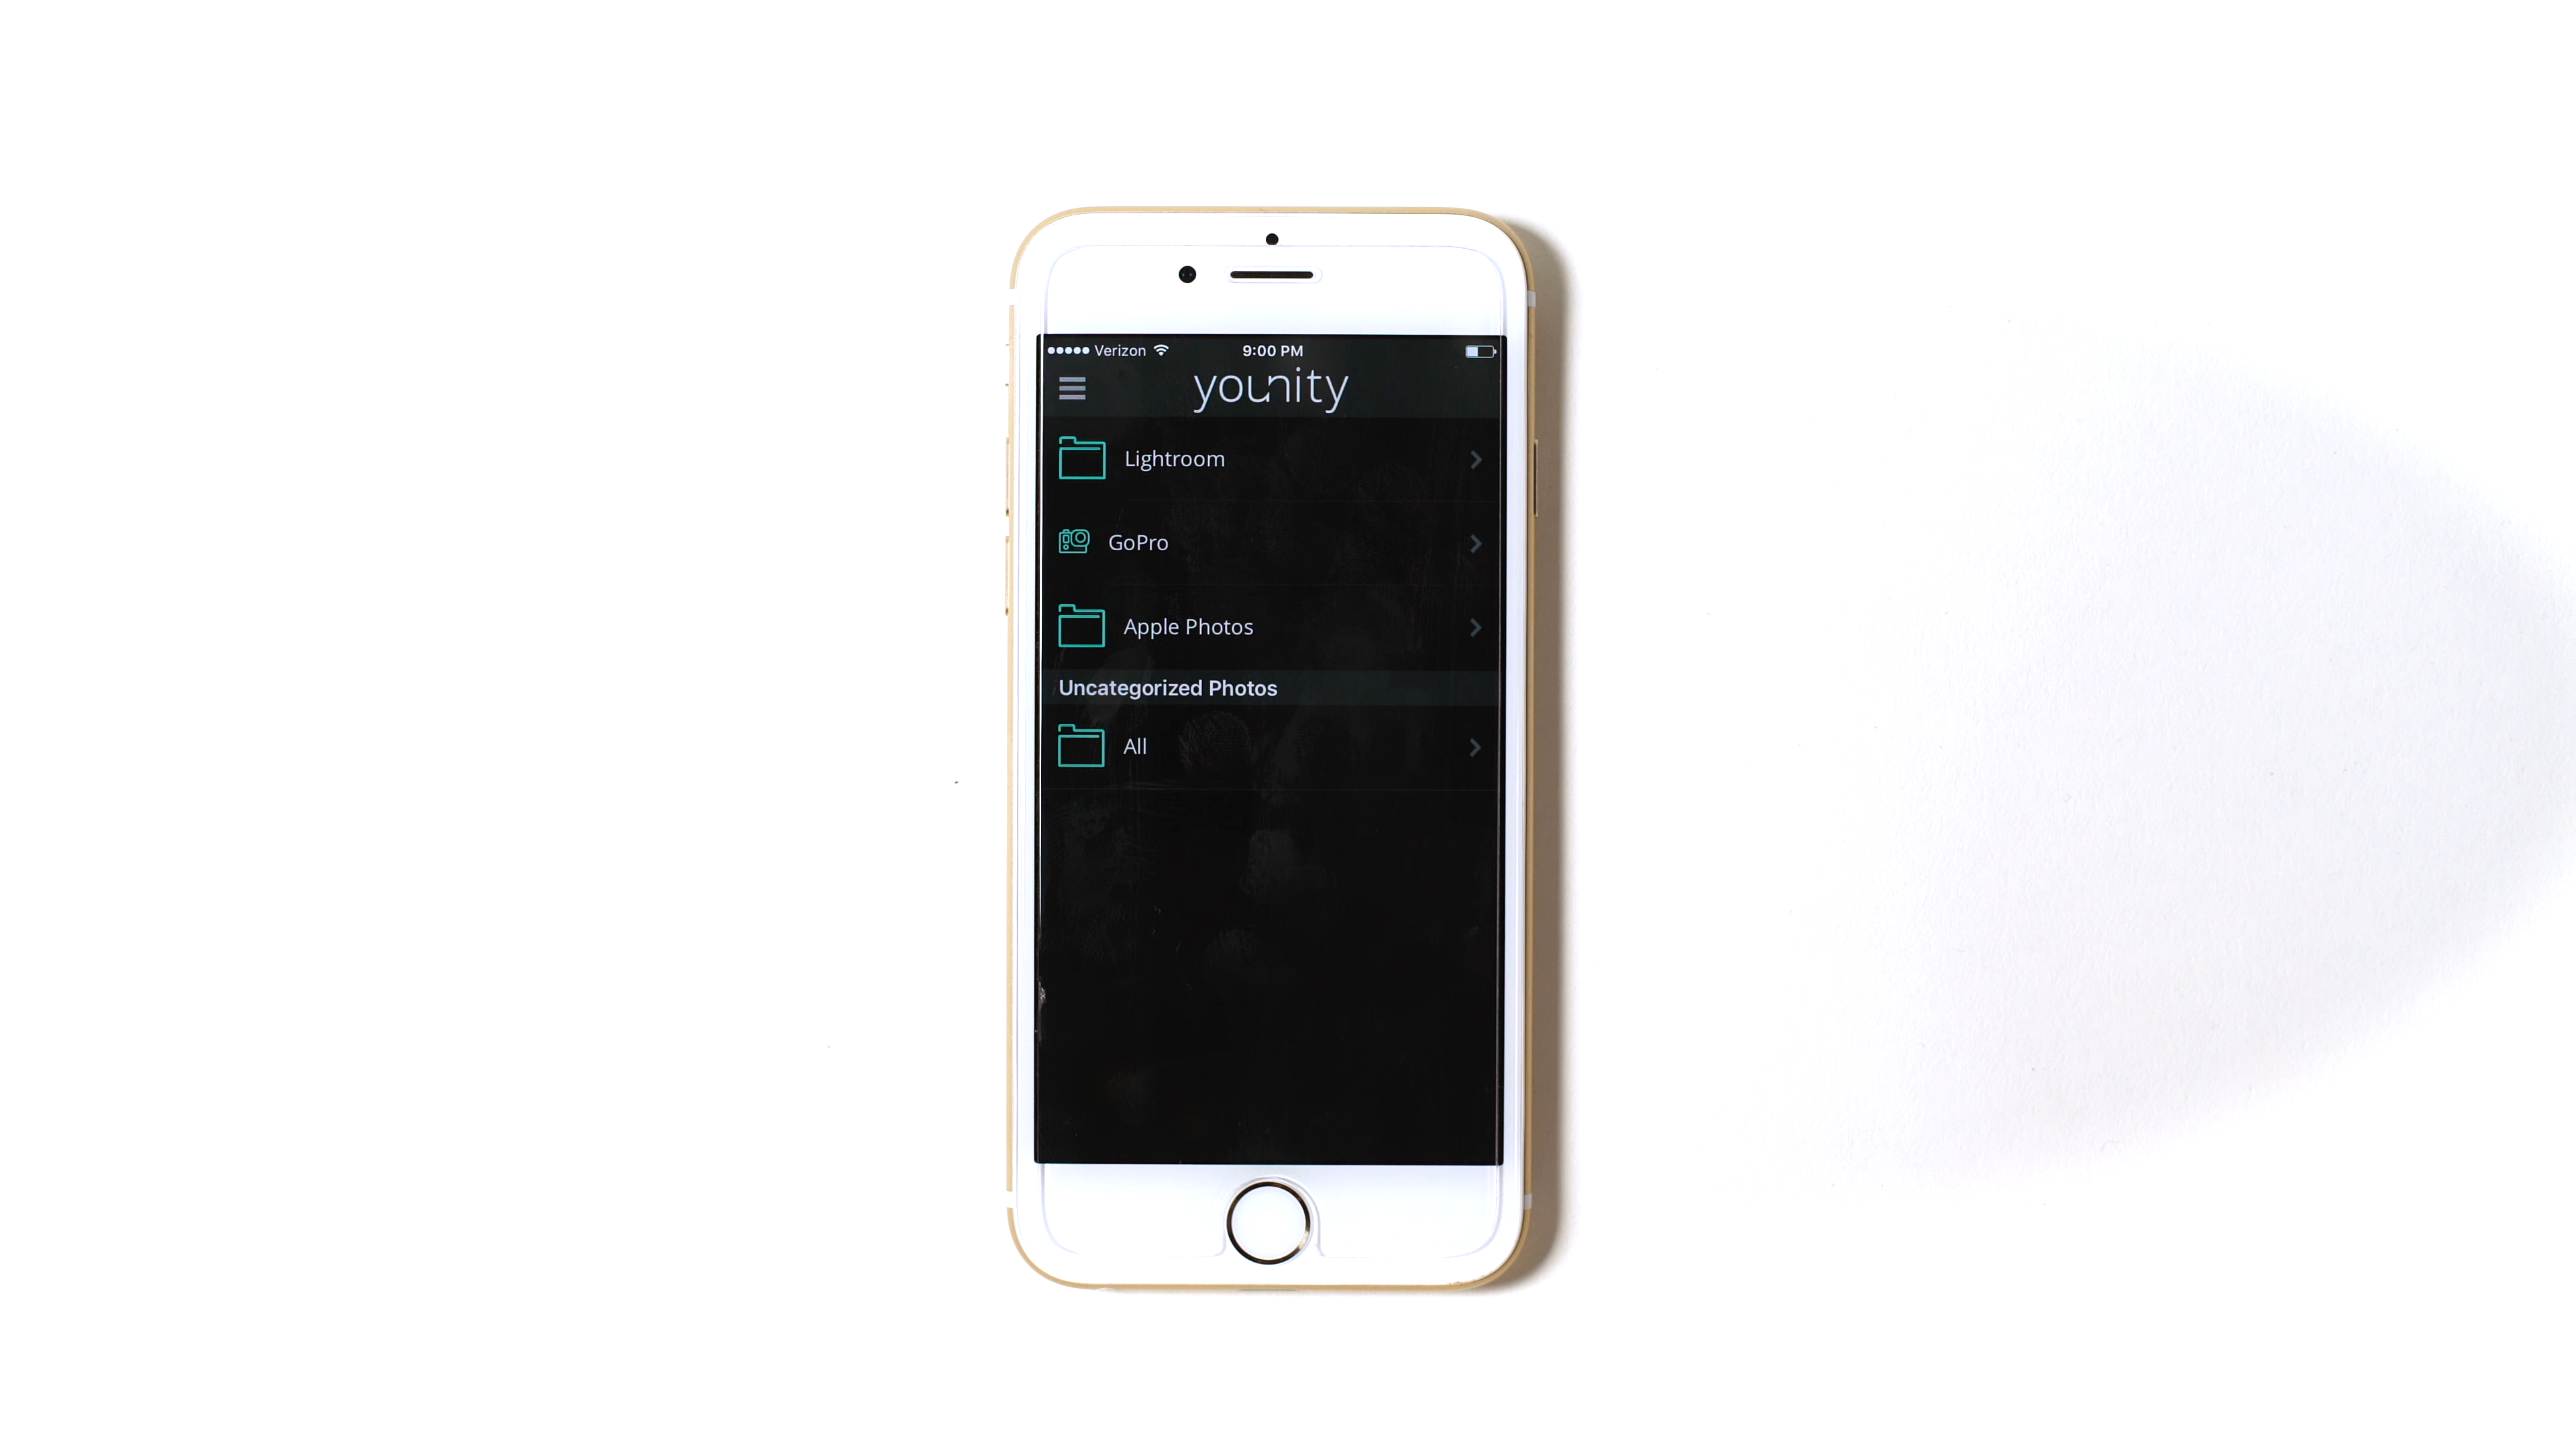 Verizon 9:00 PM
younity
Lightroom
GoPro
Apple Photos
Uncategorized Photos
All